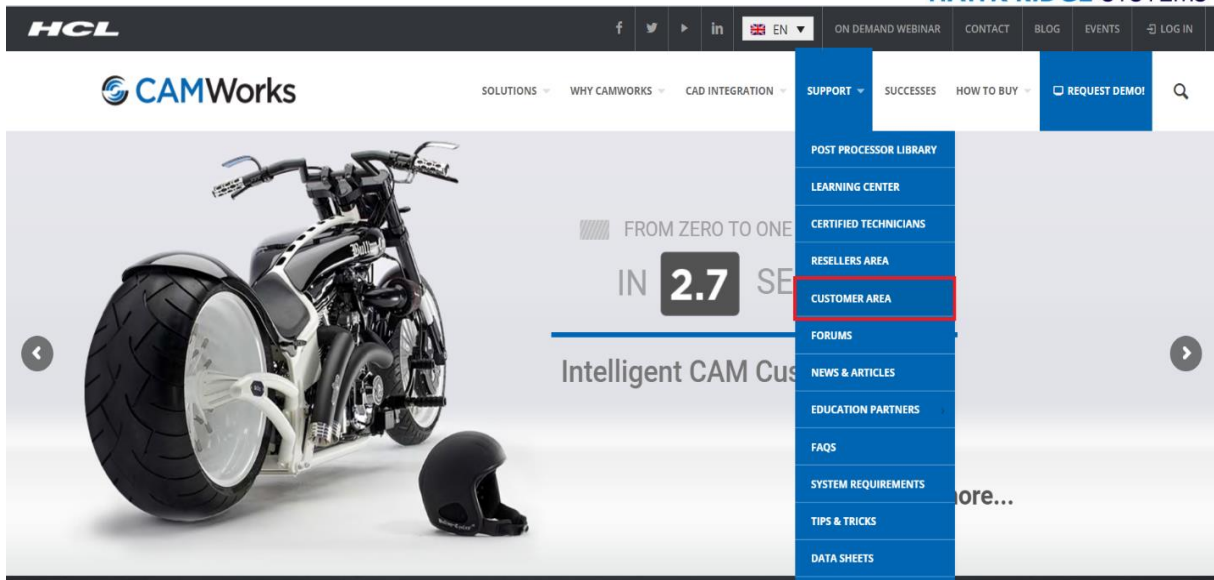 HCL
EN ON DEMAND WEBINAR CONTACT BLOG EVENTS LOG IN
CAMWorks
SOLUTIONS WHY CAMWORKS CAD INTEGRATION SUPPORT SUCCESSES HOW TO BUY REQUEST DEMO!
POST PROCESSOR LIBRARY
LEARNING CENTER
CERTIFIED TECHNICIANS
RESELLERS AREA
CUSTOMER AREA
FORUMS
NEWS & ARTICLES
EDUCATION PARTNERS
FAQS
SYSTEM REQUIREMENTS
TIPS & TRICKS
DATA SHEETS
FROM ZERO TO ONE
IN 2.7 SE
Intelligent CAM Cus
ore...